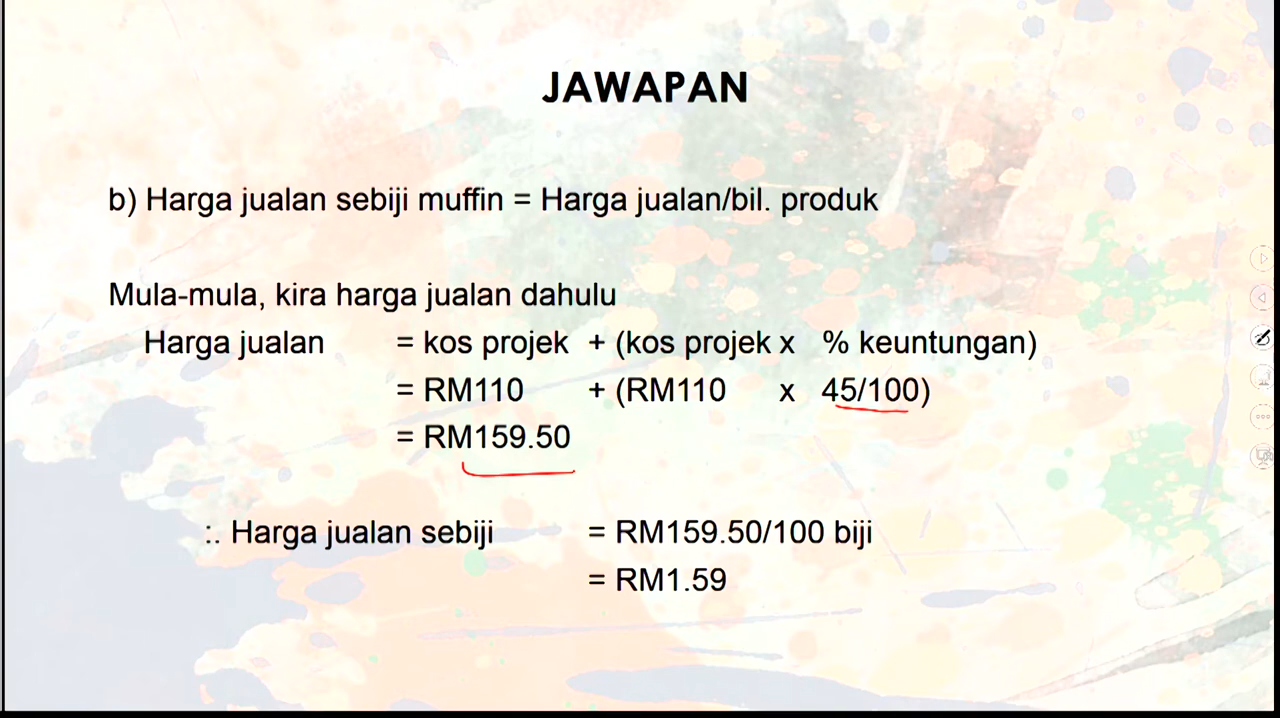 JAWAPAN
b) Harga jualan sebiji muffin = Harga jualan/bil. produk
Mula-mula, kira harga jualan dahulu
Harga jualan = kos projek + (kos projek x % keuntungan)
= RM110 + (RM110 x 45/100)
= RM159.50
∴ Harga jualan sebiji = RM159.50/100 biji
= RM1.59